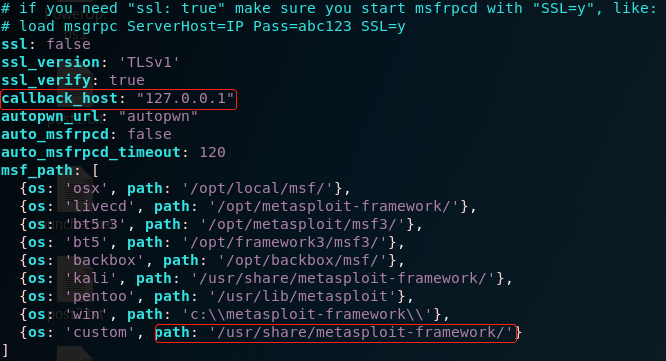 # if you need "ssl: true" make sure you start msfrpcd with "SSL=y", like:
# load msgrpc ServerHost=IP Pass=abc123 SSL=y
ssl: false
ssl_version: 'TLSv1'
ssl_verify: true
callback_host: "127.0.0.1"
autopwn_url: "autopwn"
auto_msfrpcd: false
auto_msfrpcd_timeout: 120
msf_path: [
  {os: 'osx', path: '/opt/local/msf/'},
  {os: 'livecd', path: '/opt/metasploit-framework/'},
  {os: 'bt5r3', path: '/opt/metasploit/msf3/'},
  {os: 'bt5', path: '/opt/framework3/msf3/'},
  {os: 'backbox', path: '/opt/backbox/msf/'},
  {os: 'kali', path: '/usr/share/metasploit-framework/'},
  {os: 'pentoo', path: '/usr/lib/metasploit'},
  {os: 'win', path: 'c:\\metasploit-framework\\'},
  {os: 'custom', path: '/usr/share/metasploit-framework/'}
]